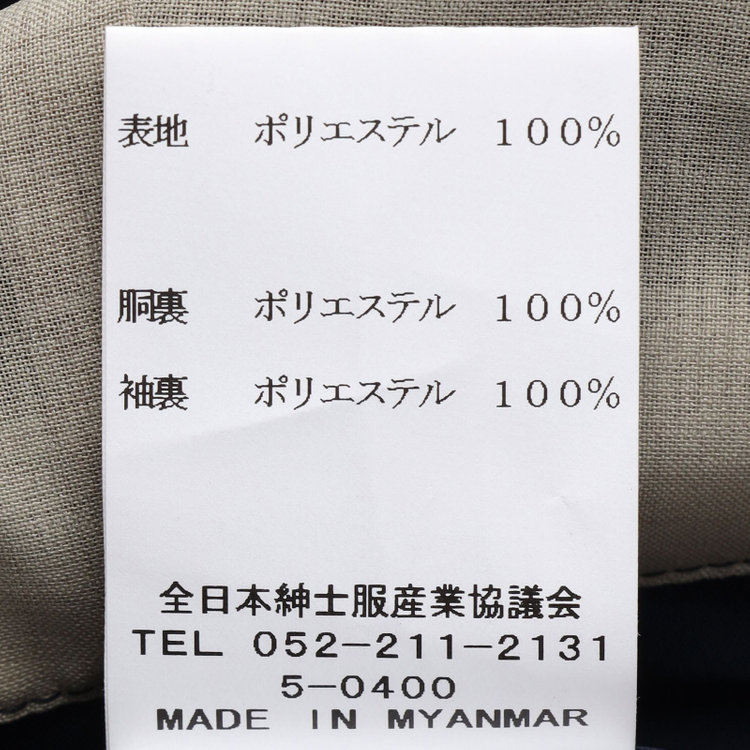 表地 ポリエステル 100%
胴裏 ポリエステル 100%
袖裏 ポリエステル 100%
全日本紳士服産業協議会
TEL 052-211-2131
5-0400
MADE IN MYANMAR